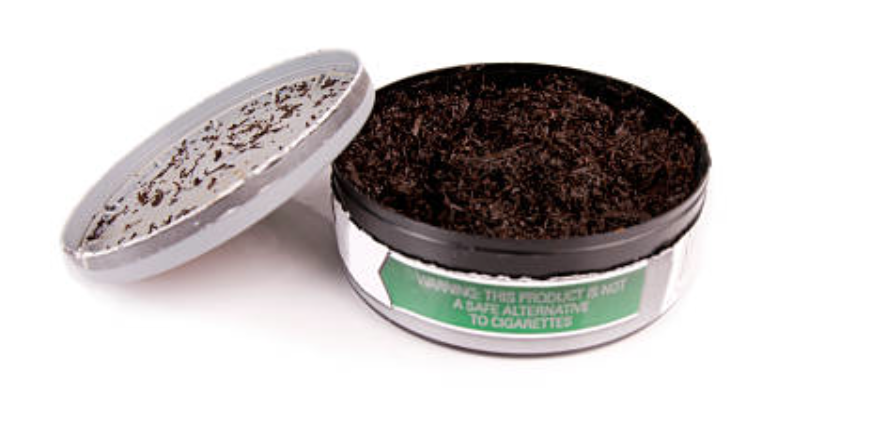 WARNING: THIS PRODUCT IS NOT
A SAFE ALTERNATIVE
TO CIGARETTES